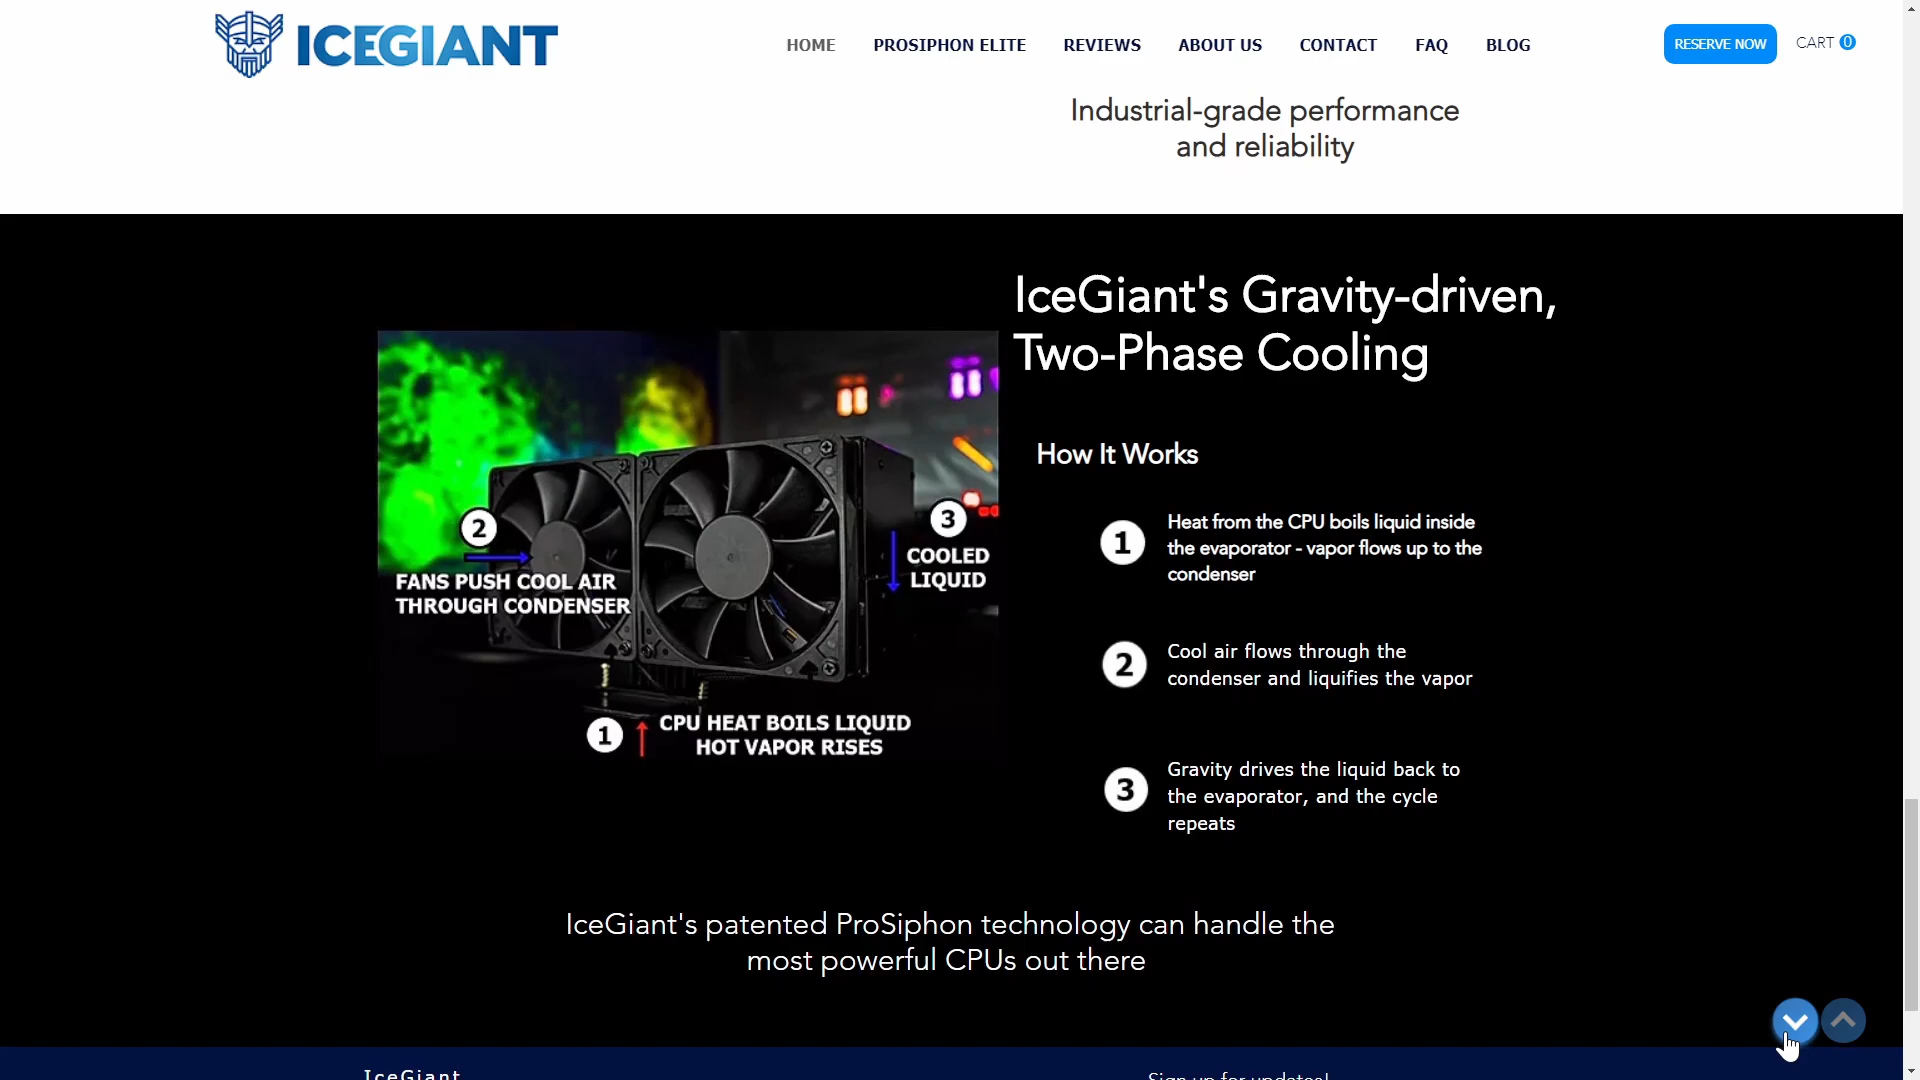 ICEGIANT
HOME
PROSIPHON ELITE
REVIEWS
ABOUT US
CONTACT
FAQ
BLOG
RESERVE NOW
CART 0
Industrial-grade performance
and reliability
IceGiant's Gravity-driven,
Two-Phase Cooling
2
FANS PUSH COOL AIR
THROUGH CONDENSER
3
COOLED
LIQUID
1
CPU HEAT BOILS LIQUID
HOT VAPOR RISES
How It Works
1
Heat from the CPU boils liquid inside
the evaporator - vapor flows up to the
condenser
2
Cool air flows through the
condenser and liquifies the vapor
3
Gravity drives the liquid back to
the evaporator, and the cycle
repeats
IceGiant's patented ProSiphon technology can handle the
most powerful CPUs out there
IceGiant
Sign up for updates!